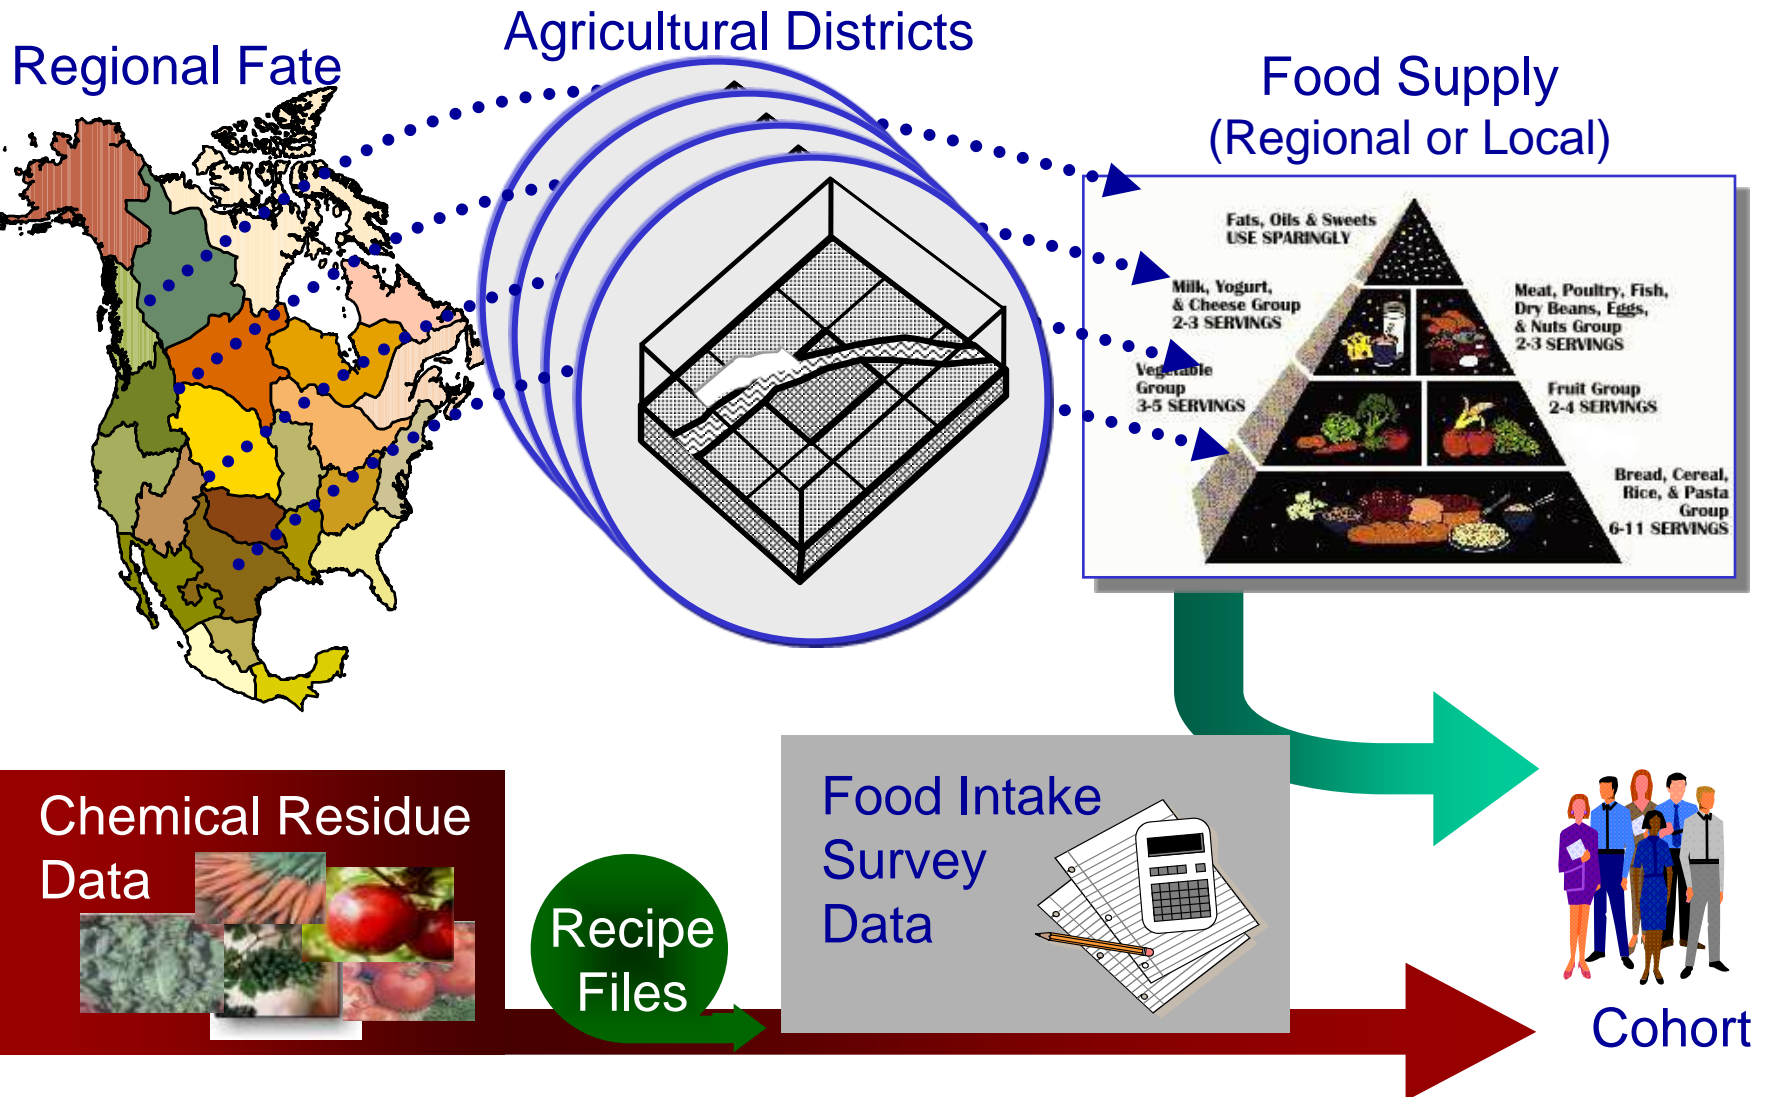 Regional Fate
Agricultural Districts
Food Supply
(Regional or Local)
Fats, Oils & Sweets
USE SPARINGLY
Milk, Yogurt,
& Cheese Group
2-3 SERVINGS
Meat, Poultry, Fish,
Dry Beans, Eggs,
& Nuts Group
2-3 SERVINGS
Vegetable
Group
3-5 SERVINGS
Fruit Group
2-4 SERVINGS
Bread, Cereal,
Rice, & Pasta
Group
6-11 SERVINGS
Chemical Residue
Data
Recipe
Files
Food Intake
Survey
Data
Cohort